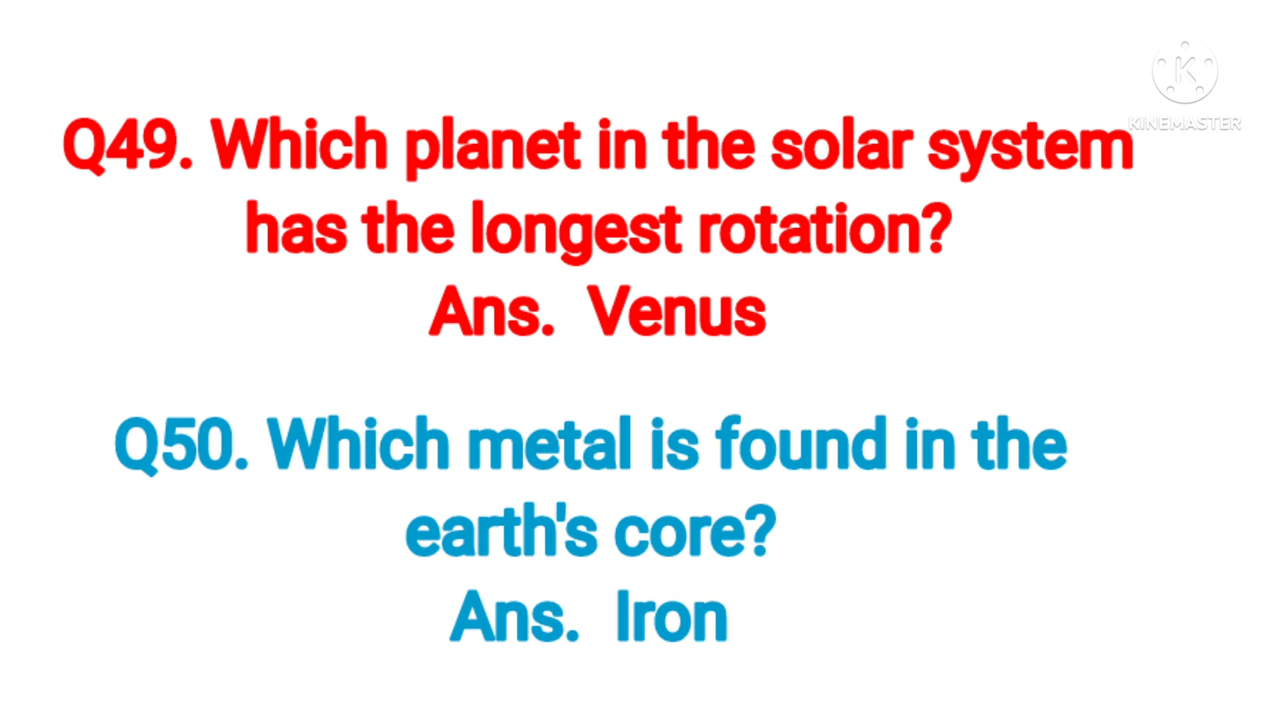 KINEMASTER
Q49. Which planet in the solar system
has the longest rotation?
Ans. Venus
Q50. Which metal is found in the
earth's core?
Ans. Iron